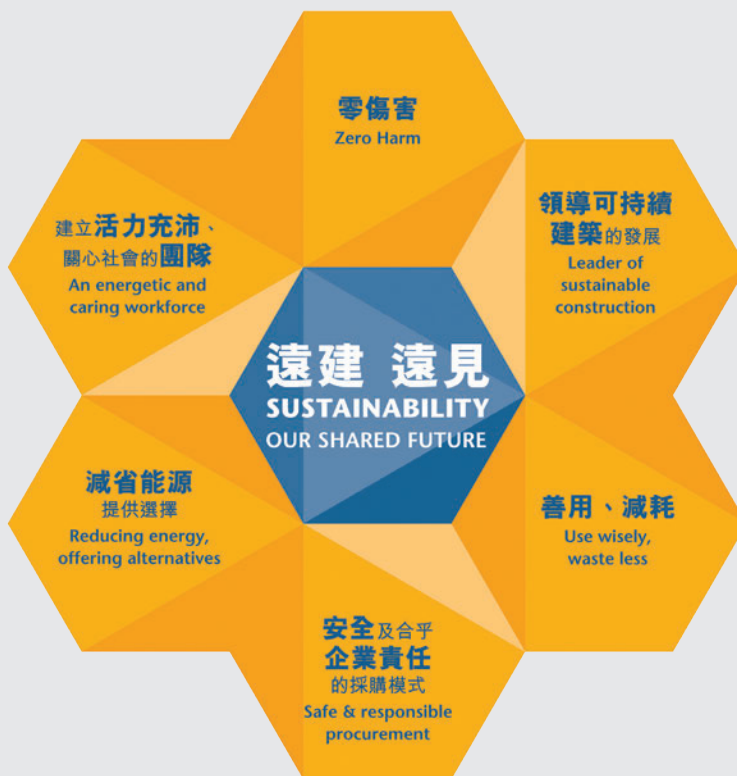 零傷害
Zero Harm
領導可持續
建築的發展
Leader of
sustainable
construction
善用、減耗
Use wisely,
waste less
安全及合乎
企業責任
的採購模式
Safe & responsible
procurement
減省能源
提供選擇
Reducing energy,
offering alternatives
建立活力充沛、
關心社會的團隊
An energetic and
caring workforce
遠建 遠見
SUSTAINABILITY
OUR SHARED FUTURE